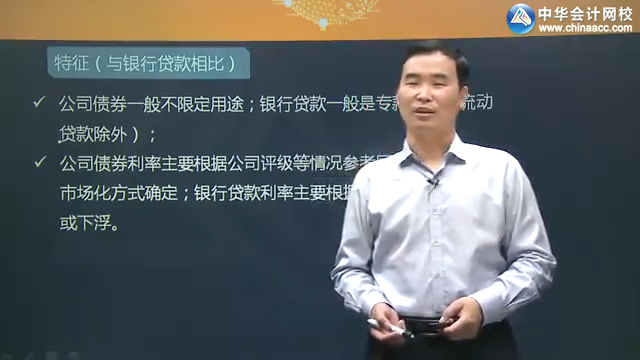 中华会计网校
www.chinaacc.com
特征（与银行贷款相比）
✓ 公司债券一般不限定用途；银行贷款一般是专款 流动
贷款除外）；
✓ 公司债券利率主要根据公司评级等情况参考
市场化方式确定；银行贷款利率主要根据
或下浮。